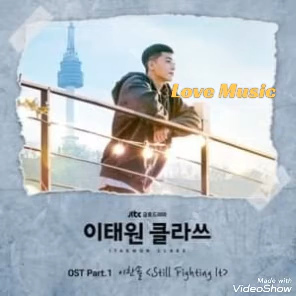 Love Music
jtbc 금토드라마
이태원 클라쓰
ITAEWON CLASS
OST Part.1 이찬솔 <Still Fighting It>
Made with
VideoShow